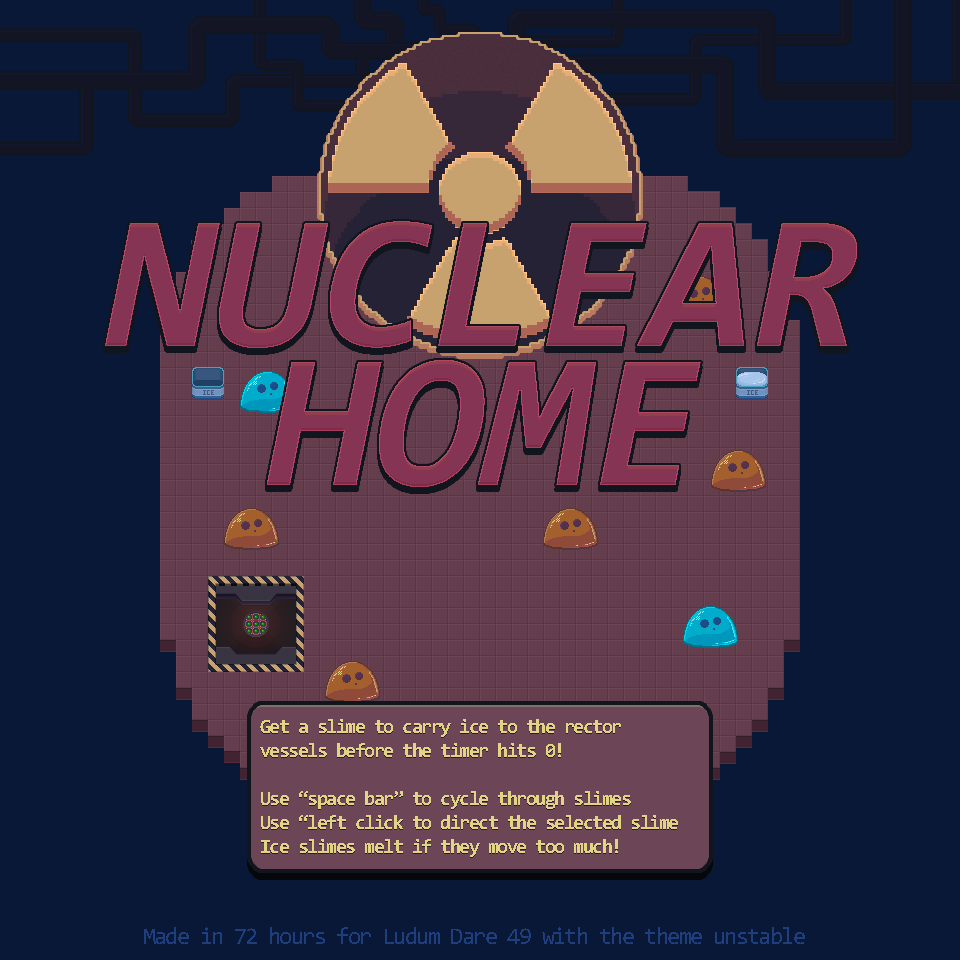 NUCLEAR
HOME
ICE
ICE
Get a slime to carry ice to the rector
vessels before the timer hits 0!
Use “space bar” to cycle through slimes
Use “left click to direct the selected slime
Ice slimes melt if they move too much!
Made in 72 hours for Ludum Dare 49 with the theme unstable